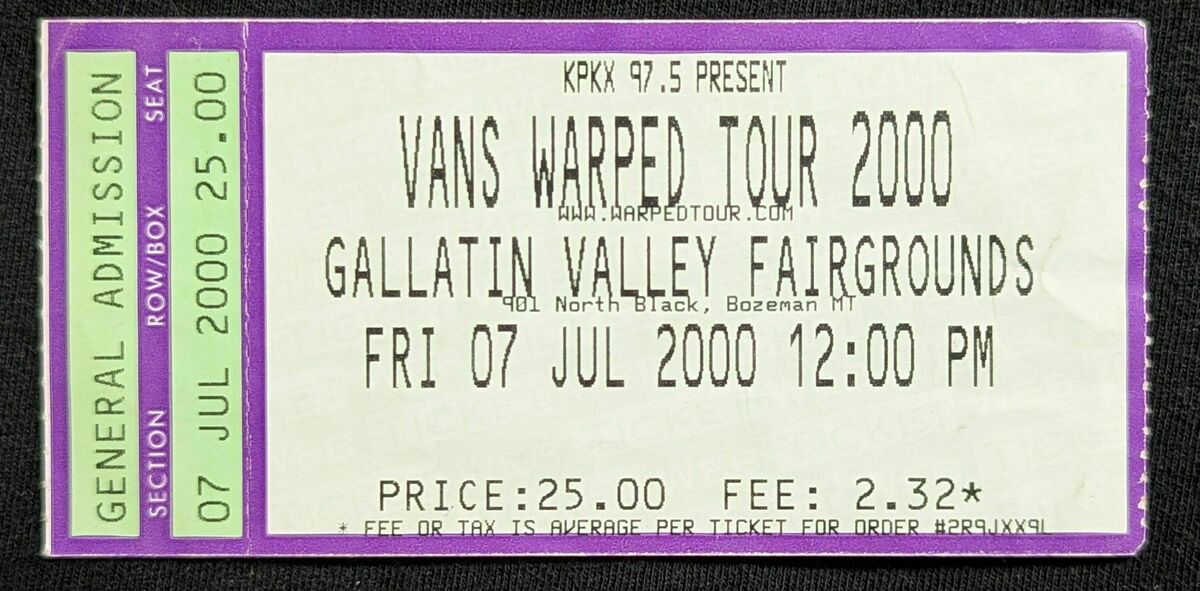 GENERAL ADMISSION
SECTION ROW/BOX SEAT
07 JUL 2000 25.00
KPKX 97.5 PRESENT
VANS WARPED TOUR 2000
WWW.WARPEDTOUR.COM
GALLATIN VALLEY FAIRGROUNDS
901 North Black, Bozeman MT
FRI 07 JUL 2000 12:00 PM
PRICE:25.00 FEE: 2.32*
* FEE OR TAX IS AVERAGE PER TICKET FOR ORDER #2R9JXX9L